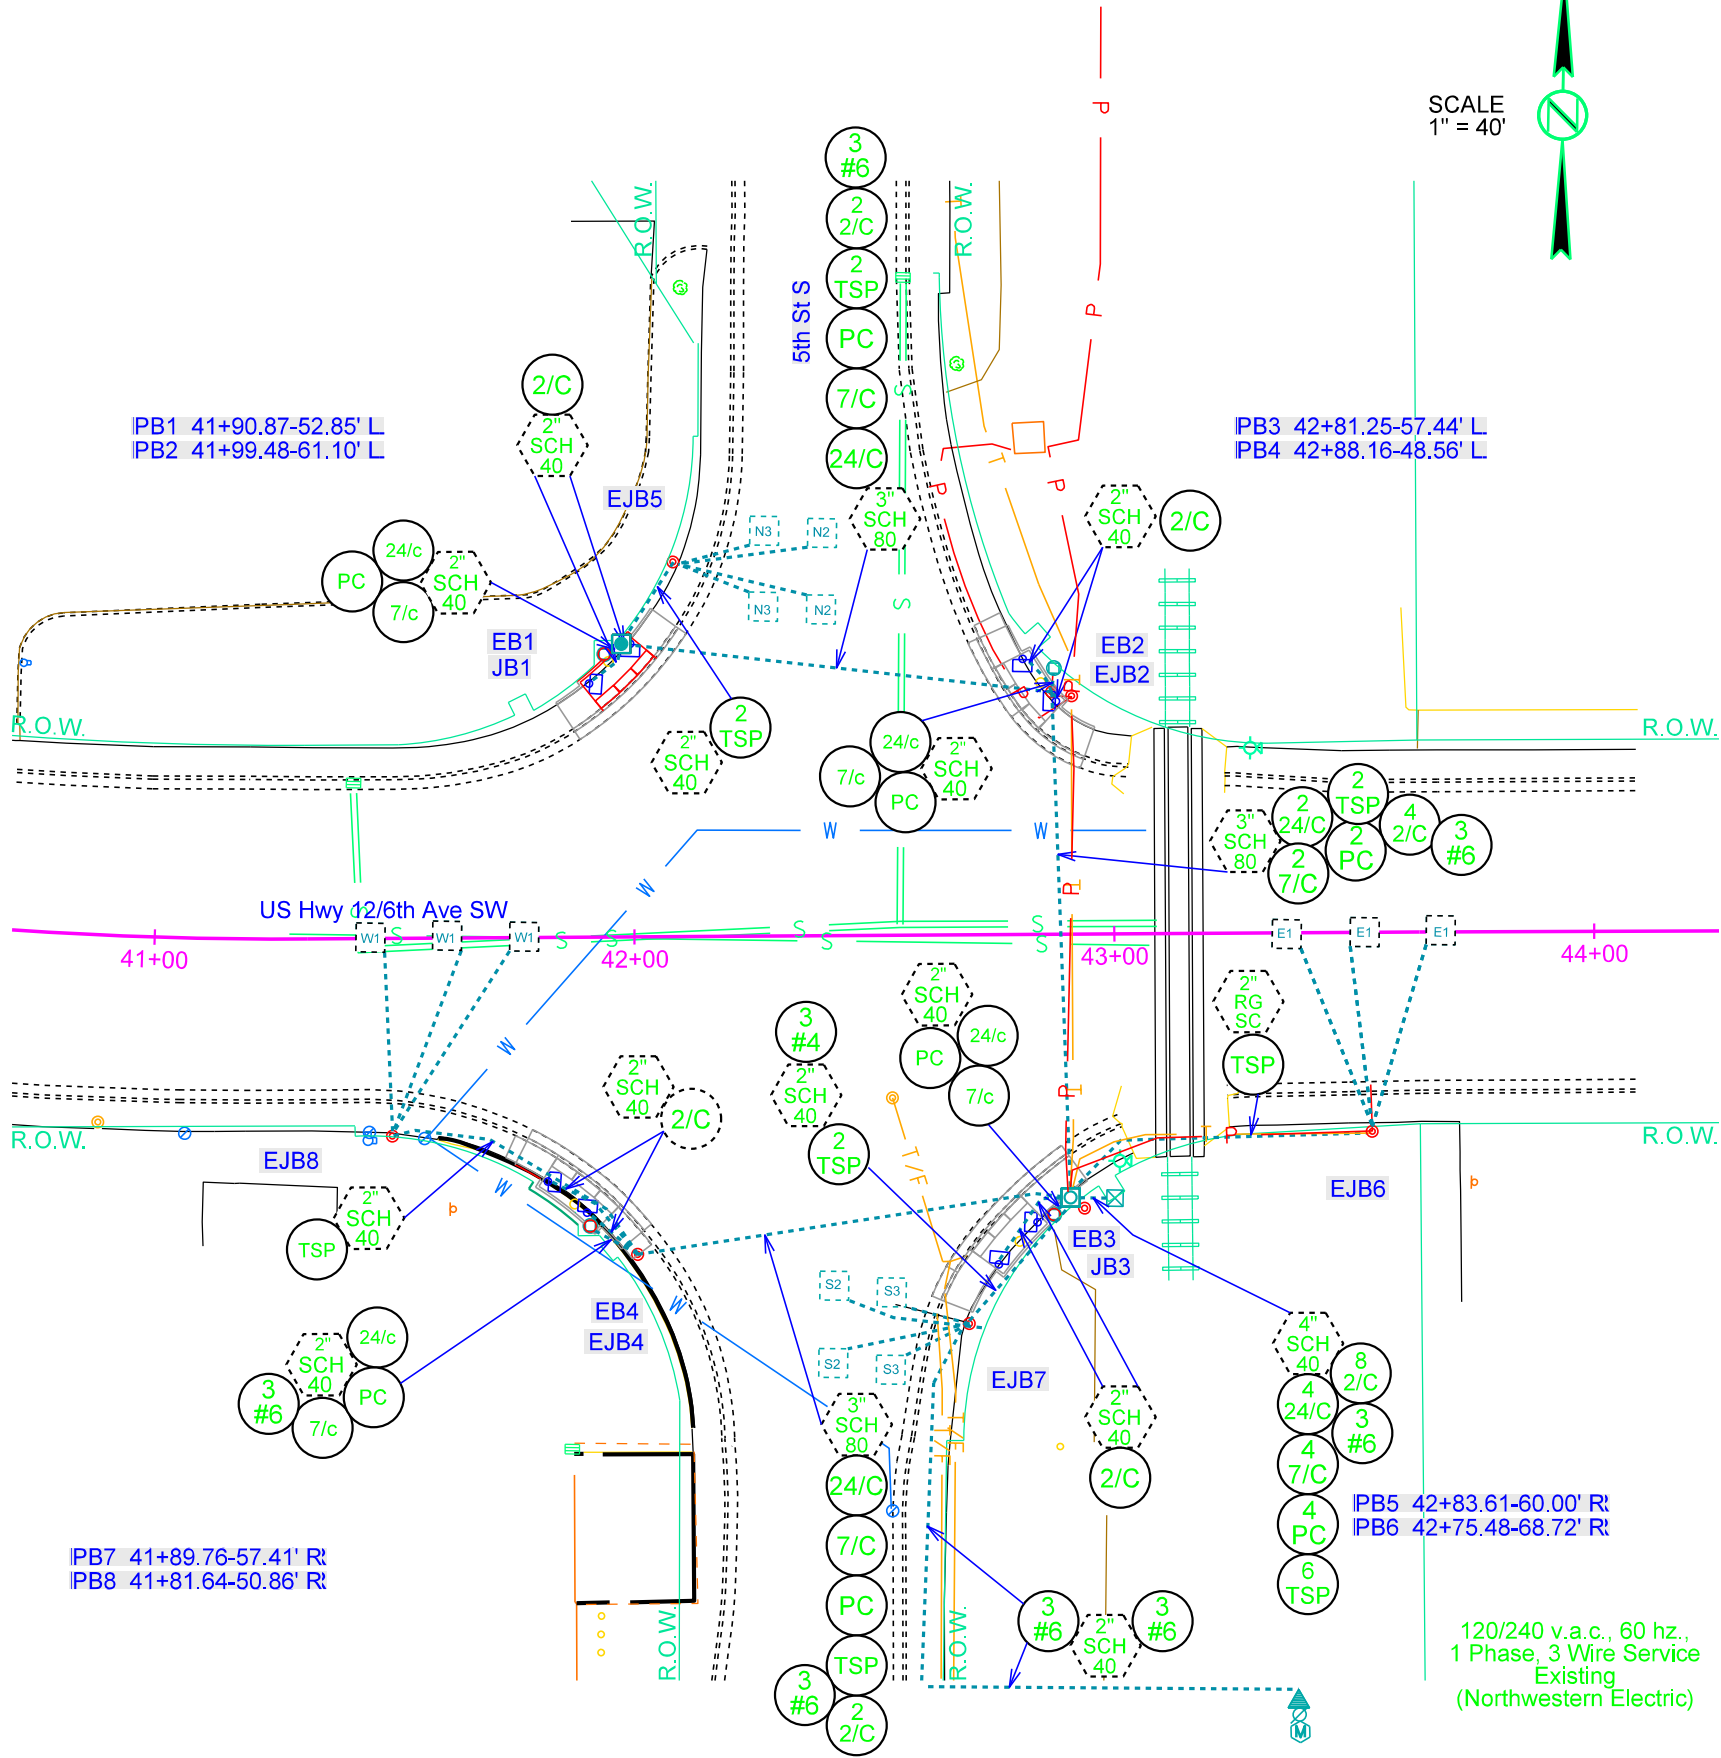 SCALE
1" = 40'
P
3
#6
2
2/C
2
TSP
PC
7/C
24/C
3"
SCH
80
R.O.W.
R.O.W.
T
5th St S
P
S
2/C
2"
SCH
40
PB1 41+90.87-52.85' L
PB2 41+99.48-61.10' L
EJB5
PB3 42+81.25-57.44' L
PB4 42+88.16-48.56' L
T
P
P
2"
SCH
40
2/C
N3
N2
N3
N2
S
24/c
PC
7/c
2"
SCH
40
EB1
JB1
EB2
EJB2
R.O.W.
R.O.W.
2
TSP
2"
SCH
40
24/c
7/c
PC
2"
SCH
40
3"
SCH
80
2
24/C
2
TSP
2
7/C
2
PC
4
2/C
3
#6
W
W
W
P
T
US Hwy 12/6th Ave SW
W1
W1
W1
S
S
S
S
S
S
S
E1
E1
E1
41+00
42+00
43+00
44+00
2"
SCH
40
PC
24/c
7/c
2"
RG
SC
TSP
3
#4
2"
SCH
40
2
TSP
W
2"
SCH
40
2/C
P
T
T/F
T
P
R.O.W.
R.O.W.
EJB8
W
EJB6
2"
SCH
40
TSP
EB3
JB3
S2
S3
S2
S3
EB4
EJB4
W
24/c
2"
SCH
40
PC
3
#6
7/c
EJB7
2"
SCH
40
2/C
4"
SCH
40
8
2/C
4
24/C
3
#6
4
7/C
4
PC
6
TSP
3"
SCH
80
24/C
7/C
PC
TSP
3
#6
2
2/C
T/F
T/F
PB5 42+83.61-60.00' R
PB6 42+75.48-68.72' R
PB7 41+89.76-57.41' R
PB8 41+81.64-50.86' R
R.O.W.
R.O.W.
3
#6
2"
SCH
40
3
#6
120/240 v.a.c., 60 hz.,
1 Phase, 3 Wire Service
Existing
(Northwestern Electric)
M